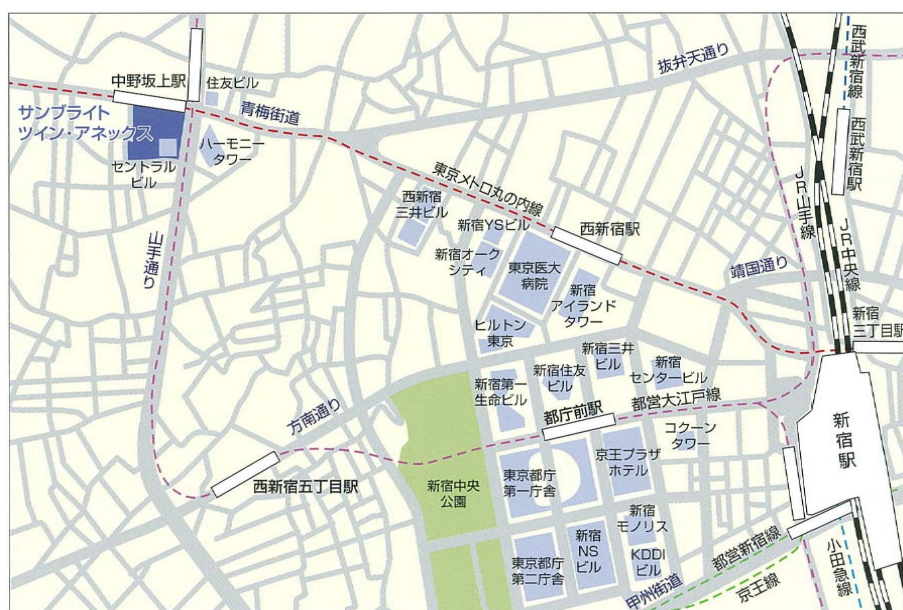 中野坂上駅
住友ビル
サンブライト
ツイン・アネックス
青梅街道
抜弁天通り
西武新宿線
ハーモニー
タワー
セントラル
ビル
西武新宿駅
東京メトロ丸の内線
JR山手線
西新宿
三井ビル
新宿YSビル
西新宿駅
山手通り
新宿オーク
シティ
東京医大
病院
靖国通り
JR中央線
新宿
アイランド
タワー
新宿
三丁目駅
ヒルトン
東京
新宿三井
ビル
新宿
センタービル
新宿第一
生命ビル
新宿住友
ビル
方南通り
都庁前駅
都営大江戸線
コクーン
タワー
新宿駅
西新宿五丁目駅
新宿中央
公園
東京都庁
第一庁舎
京王プラザ
ホテル
新宿
モノリス
東京都庁
第二庁舎
新宿
NS
ビル
KDDI
ビル
都営新宿線
甲州街道
京王線
小田急線